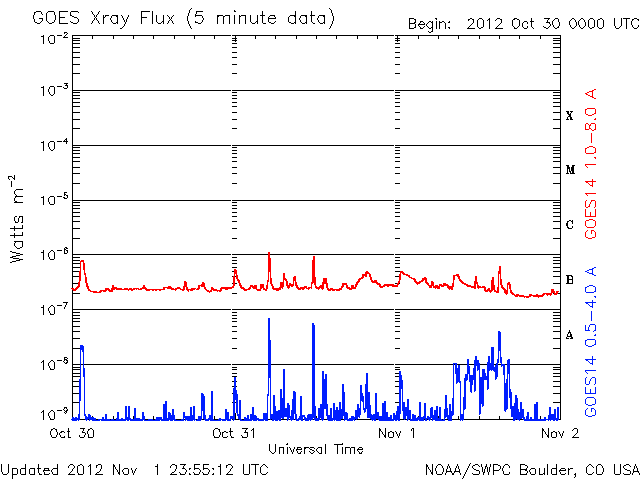 GOES Xray Flux (5 minute data)
Begin: 2012 Oct 30 0000 UTC
10-2
10-3
10-4
10-5
10-6
10-7
10-8
10-9
Watts m-2
X
M
C
B
A
GOES14 1.0-8.0 A
GOES14 0.5-4.0 A
Oct 30
Oct 31
Nov 1
Nov 2
Universal Time
Updated 2012 Nov 1 23:55:12 UTC
NOAA/SWPC Boulder, CO USA